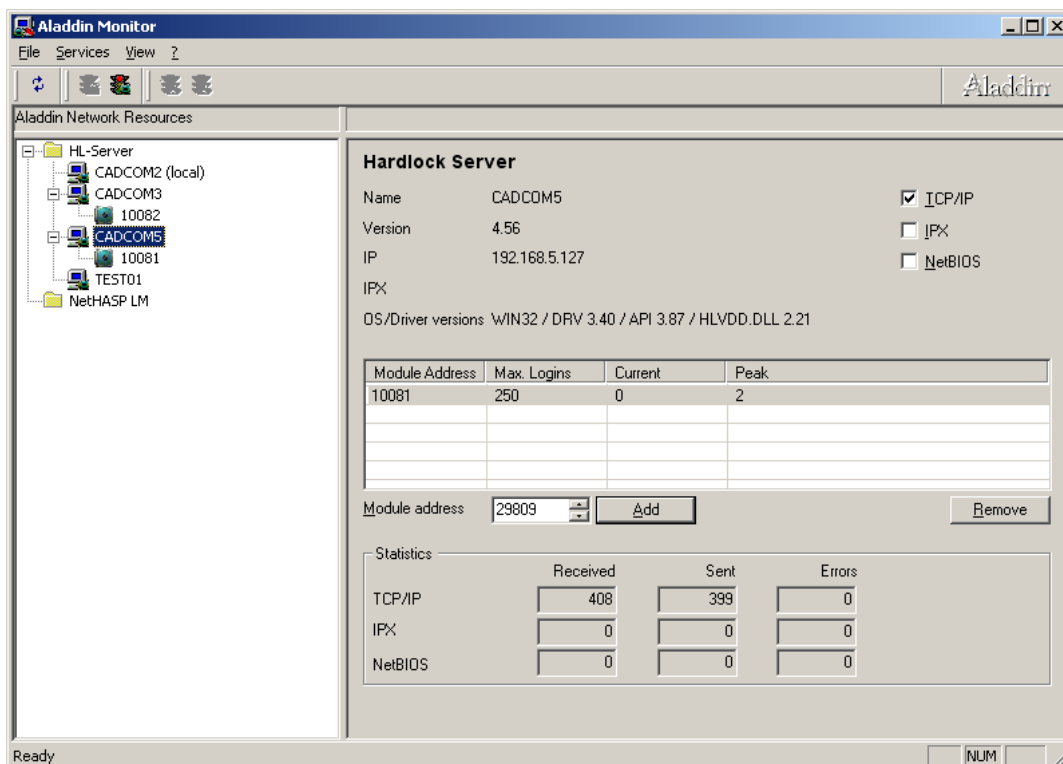 Aladdin Monitor
File Services View ?
Aladdin
Aladdin Network Resources
HL-Server
CADCOM2 (local)
CADCOM3
10082
CADCOM5
10081
TEST01
NetHASP LM
Hardlock Server
Name CADCOM5 TCP/IP
Version 4.56 IPX
IP 192.168.5.127 NetBIOS
IPX
OS/Driver versions WIN32 / DRV 3.40 / API 3.87 / HLVDD.DLL 2.21
Module Address Max. Logins Current Peak
10081 250 0 2
Module address 29809 Add Remove
Statistics
Received Sent Errors
TCP/IP 408 399 0
IPX 0 0 0
NetBIOS 0 0 0
Ready NUM